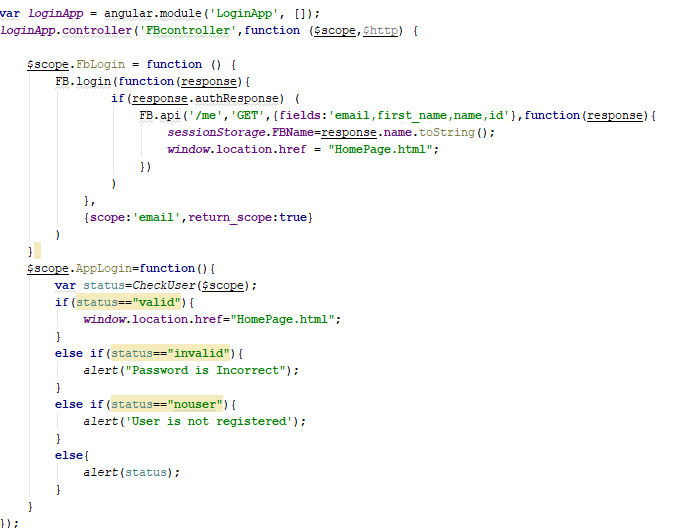 var loginApp = angular.module('LoginApp', []);
loginApp.controller('FBcontroller',function ($scope,$http) {
$scope.FbLogin = function () {
FB.login(function(response){
if(response.authResponse) (
FB.api('/me','GET',{fields:'email,first_name,name,id'},function(response){
sessionStorage.FBName=response.name.toString();
window.location.href = "HomePage.html";
})
)
},
{scope:'email',return_scope:true}
)
}
$scope.AppLogin=function(){
var status=CheckUser($scope);
if(status=="valid"){
window.location.href="HomePage.html";
}
else if(status=="invalid"){
alert("Password is Incorrect");
}
else if(status=="nouser"){
alert('User is not registered');
}
else{
alert(status);
}
}
});